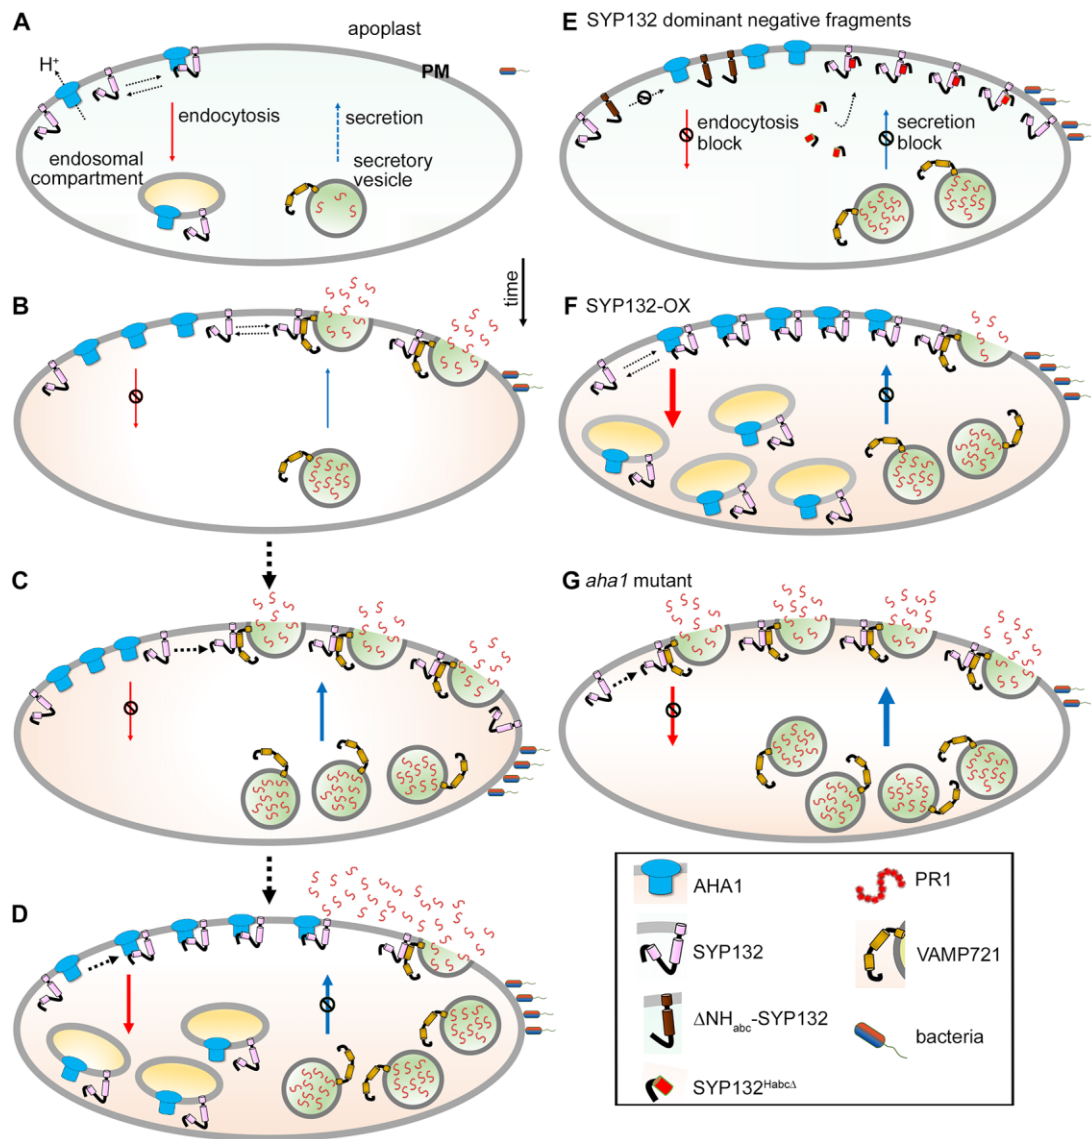 A
apoplast
H⁺
PM
endocytosis
secretion
endosomal
compartment
secretory
vesicle
time
B
C
D
E SYP132 dominant negative fragments
endocytosis
block
secretion
block
F SYP132-OX
G aha1 mutant
AHA1
PR1
SYP132
VAMP721
ΔNHabc-SYP132
bacteria
SYP132HabcΔ